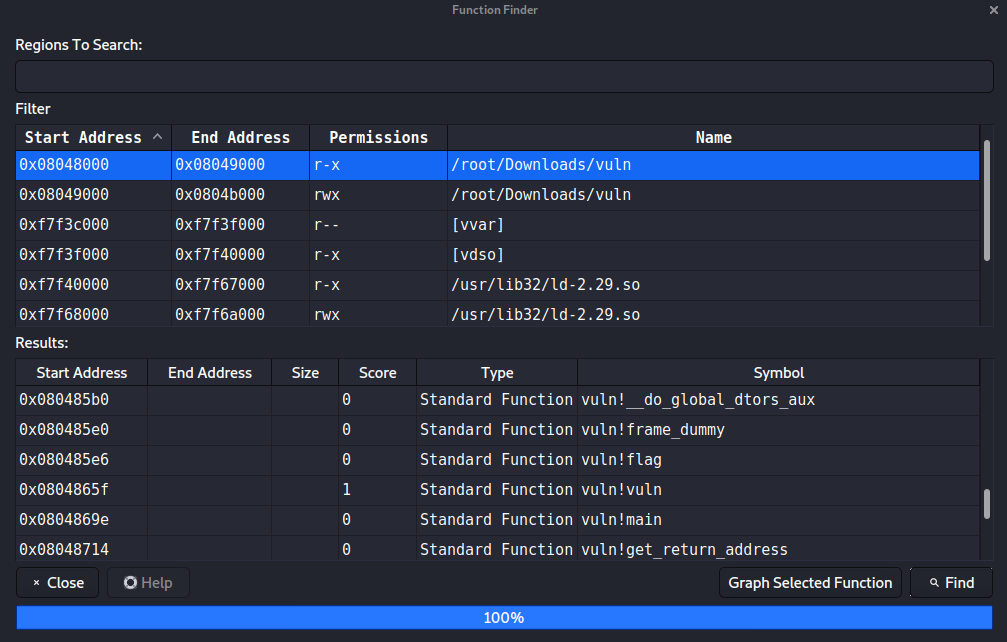 Function Finder
Regions To Search:
Filter
Start Address End Address Permissions Name
0x08048000 0x08049000 r-x /root/Downloads/vuln
0x08049000 0x0804b000 rwx /root/Downloads/vuln
0xf7f3c000 0xf7f3f000 r-- [vvar]
0xf7f3f000 0xf7f40000 r-x [vdso]
0xf7f40000 0xf7f67000 r-x /usr/lib32/ld-2.29.so
0xf7f68000 0xf7f6a000 rwx /usr/lib32/ld-2.29.so
Results:
Start Address End Address Size Score Type Symbol
0x080485b0 0 Standard Function vuln!__do_global_dtors_aux
0x080485e0 0 Standard Function vuln!frame_dummy
0x080485e6 0 Standard Function vuln!flag
0x0804865f 1 Standard Function vuln!vuln
0x0804869e 0 Standard Function vuln!main
0x08048714 0 Standard Function vuln!get_return_address
Close Help Graph Selected Function Find
100%